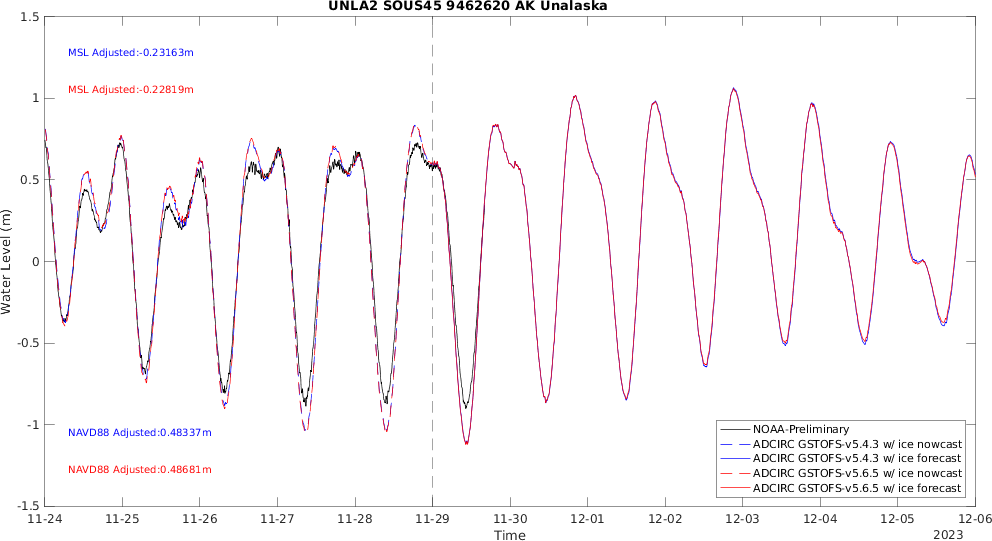 UNLA2 SOUS45 9462620 AK Unalaska
1.5
MSL Adjusted:-0.23163m
MSL Adjusted:-0.22819m
1
0.5
0
-0.5
-1
-1.5
Water Level (m)
NAVD88 Adjusted:0.48337m
NAVD88 Adjusted:0.48681m
NOAA-Preliminary
ADCIRC GSTOFS-v5.4.3 w/ ice nowcast
ADCIRC GSTOFS-v5.4.3 w/ ice forecast
ADCIRC GSTOFS-v5.6.5 w/ ice nowcast
ADCIRC GSTOFS-v5.6.5 w/ ice forecast
11-24 11-25 11-26 11-27 11-28 11-29 11-30 12-01 12-02 12-03 12-04 12-05 12-06
Time
2023